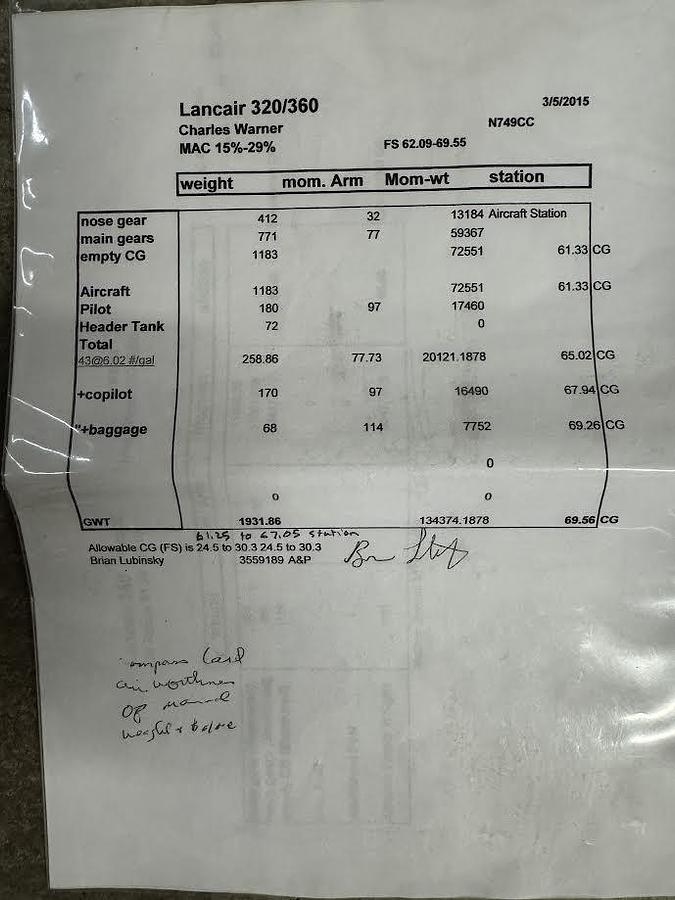 Lancair 320/360 3/5/2015
Charles Warner N749CC
MAC 15%-29% FS 62.09-69.55
weight mom. Arm Mom-wt station
nose gear 412 32 13184 Aircraft Station
main gears 771 77 59367
empty CG 1183 72551 61.33 CG
Aircraft 1183 72551 61.33 CG
Pilot 180 97 17460
Header Tank 72 0
Total
43@6.02 #/gal 258.86 77.73 20121.1878 65.02 CG
+copilot 170 97 16490 67.94 CG
"+baggage 68 114 7752 69.26 CG
0
0 0
GWT 1931.86 134374.1878 69.56 CG
61.25 to 67.05 station
Allowable CG (FS) is 24.5 to 30.3 24.5 to 30.3
Brian Lubinsky 3559189 A&P
Card
OP
weight &